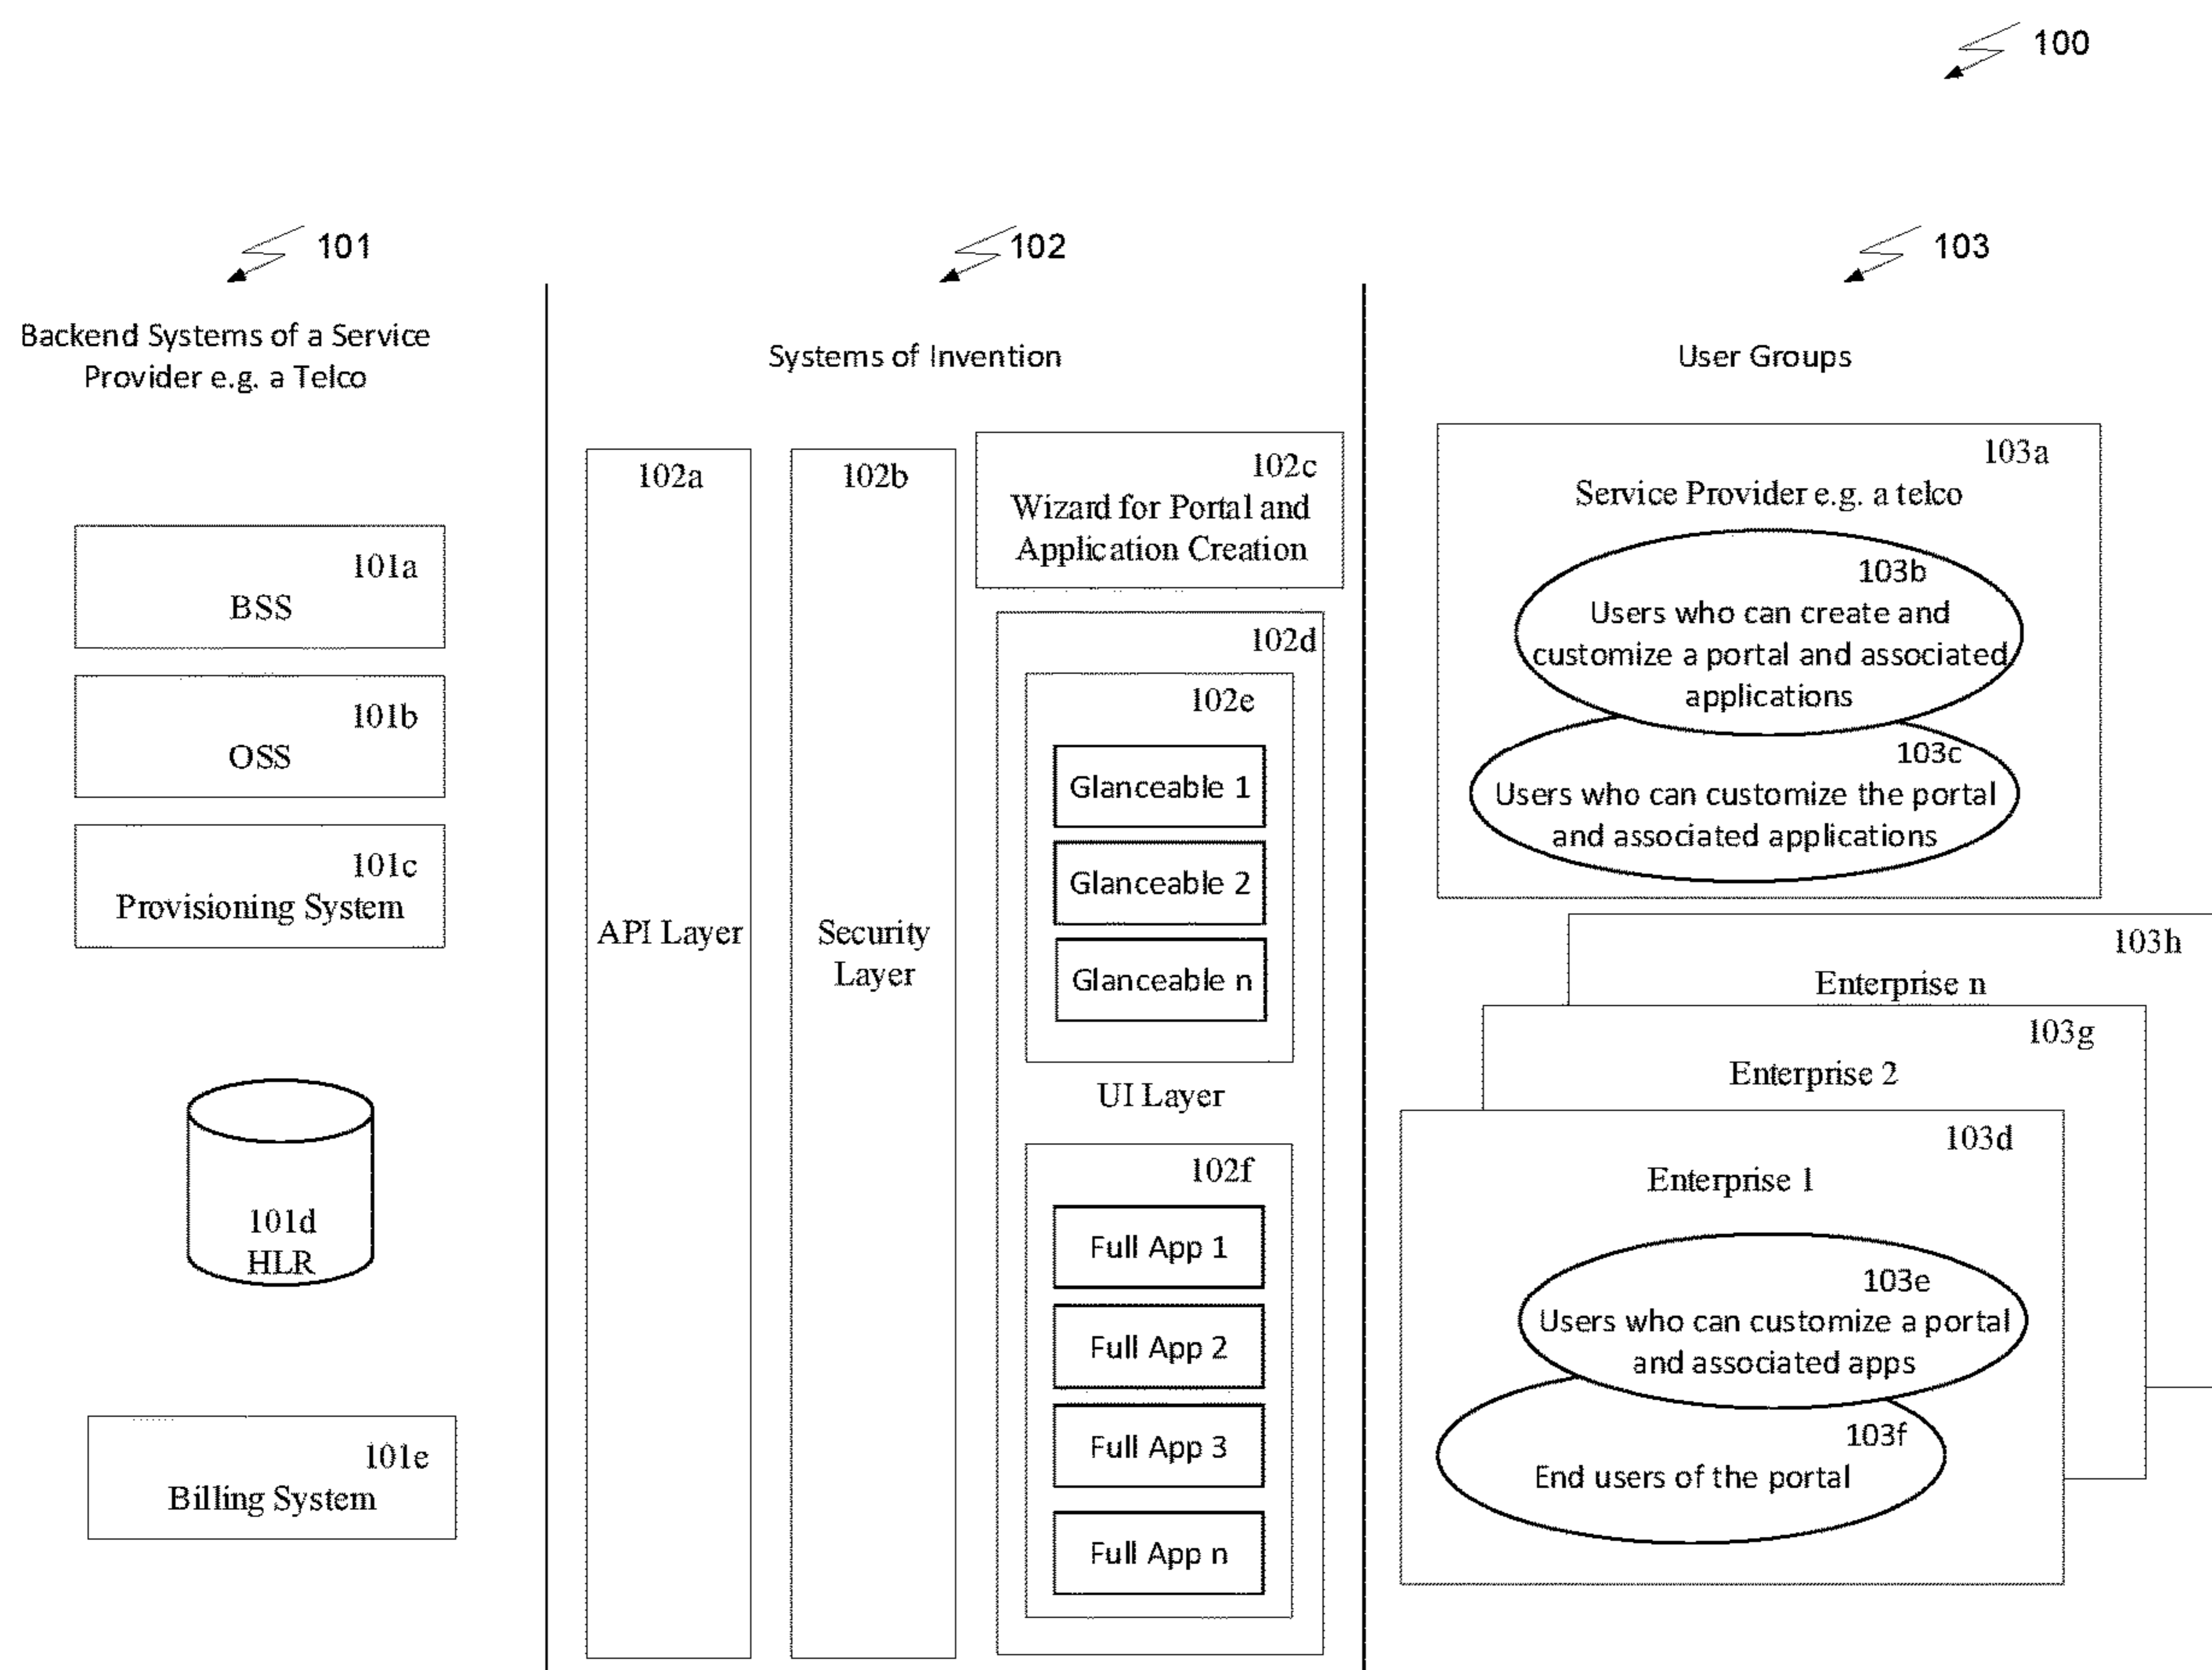 100
101
Backend Systems of a Service
Provider e.g. a Telco
101a
BSS
101b
OSS
101c
Provisioning System
101d
HLR
101e
Billing System
102
Systems of Invention
102a
API Layer
102b
Security
Layer
102c
Wizard for Portal and
Application Creation
102d
102e
Glanceable 1
Glanceable 2
Glanceable n
UI Layer
102f
Full App 1
Full App 2
Full App 3
Full App n
103
User Groups
103a
Service Provider e.g. a telco
103b
Users who can create and
customize a portal and associated
applications
103c
Users who can customize the portal
and associated applications
103h
Enterprise n
103g
Enterprise 2
103d
Enterprise 1
103e
Users who can customize a portal
and associated apps
103f
End users of the portal